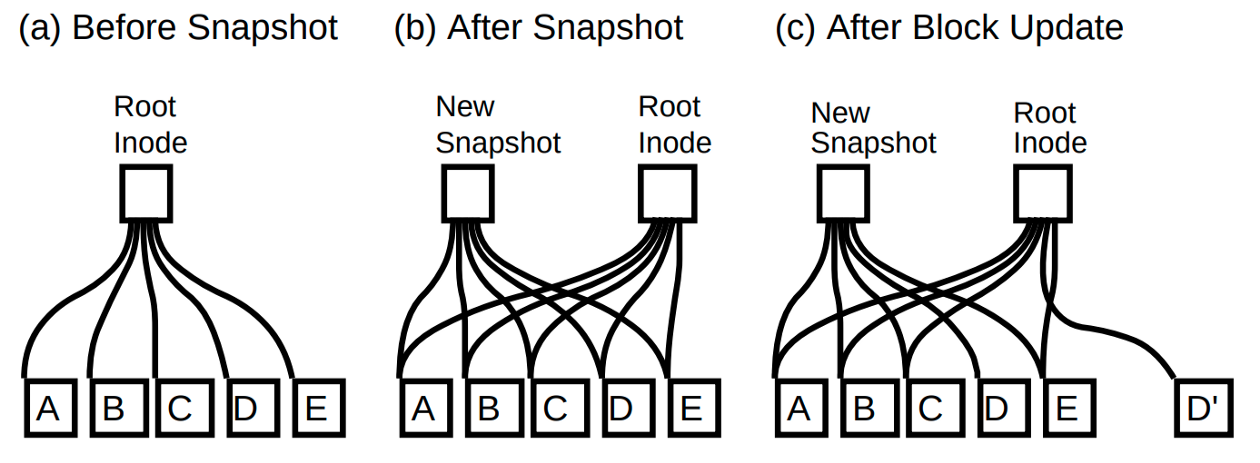 (a) Before Snapshot
(b) After Snapshot
(c) After Block Update
Root
Inode
New
Snapshot
Root
Inode
New
Snapshot
Root
Inode
A B C D E
A B C D E
A B C D E D'